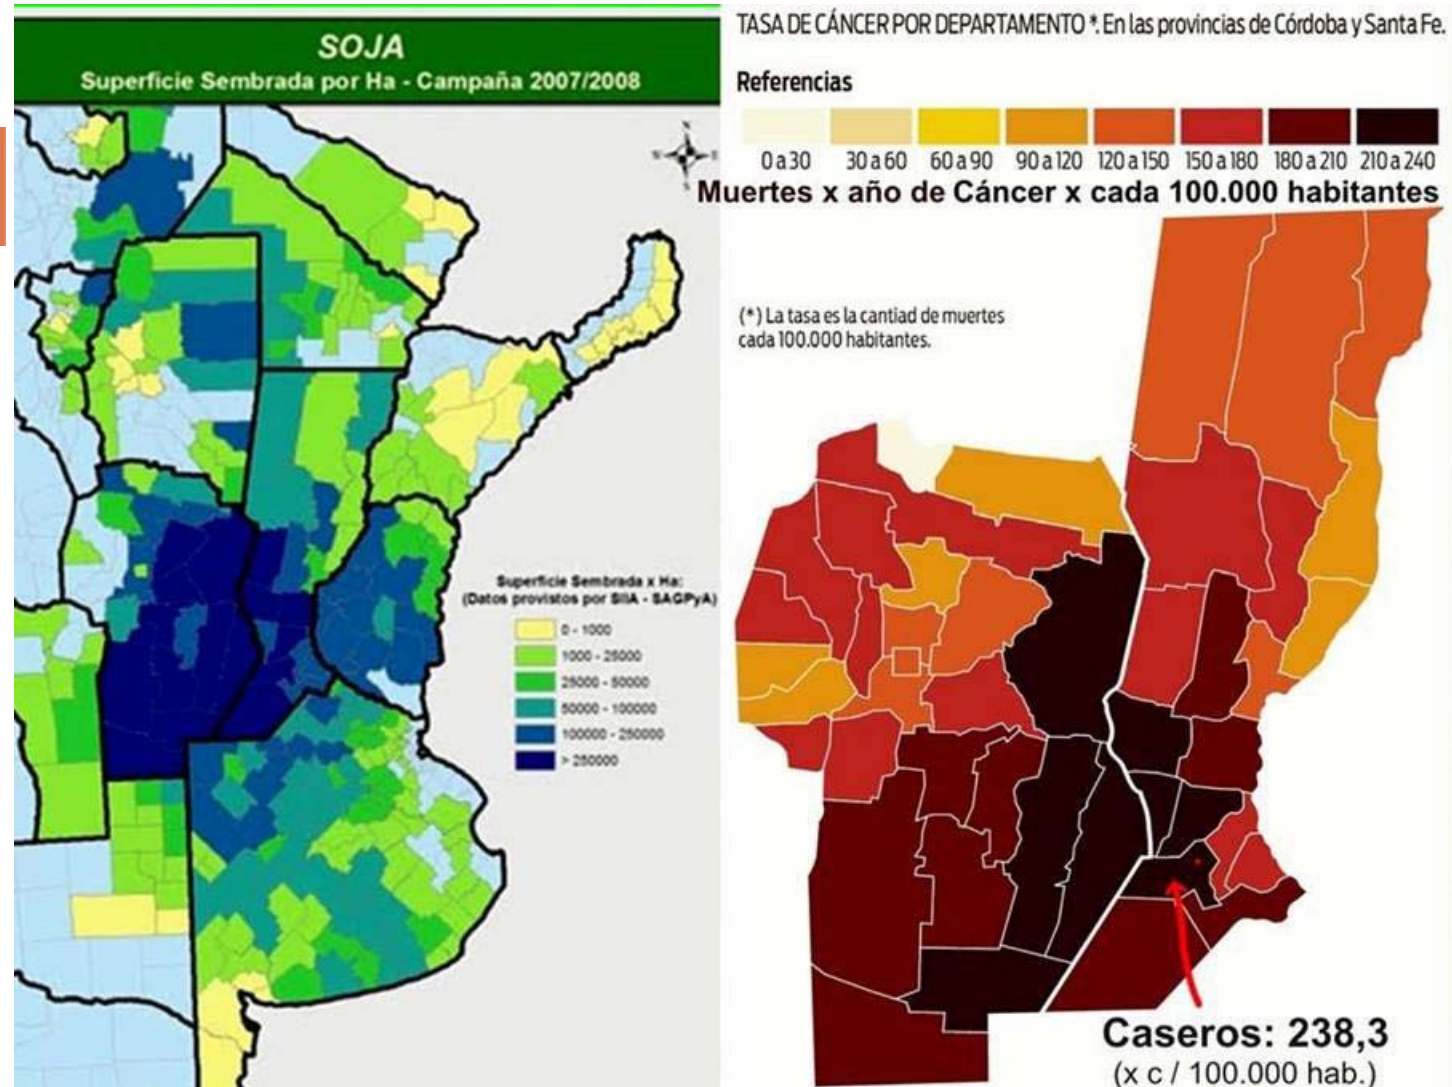 SOJA
Superficie Sembrada por Ha - Campaña 2007/2008
Superficie Sembrada x Ha:
(Datos provistos por SIIA - SAGPyA)
0 - 1000
1000 - 25000
25000 - 50000
50000 - 100000
100000 - 250000
> 250000
TASA DE CÁNCER POR DEPARTAMENTO *. En las provincias de Córdoba y Santa Fe.
Referencias
0 a 30 30 a 60 60 a 90 90 a 120 120 a 150 150 a 180 180 a 210 210 a 240
Muertes x año de Cáncer x cada 100.000 habitantes
(*) La tasa es la cantiad de muertes
cada 100.000 habitantes.
Caseros: 238,3
(x c / 100.000 hab.)